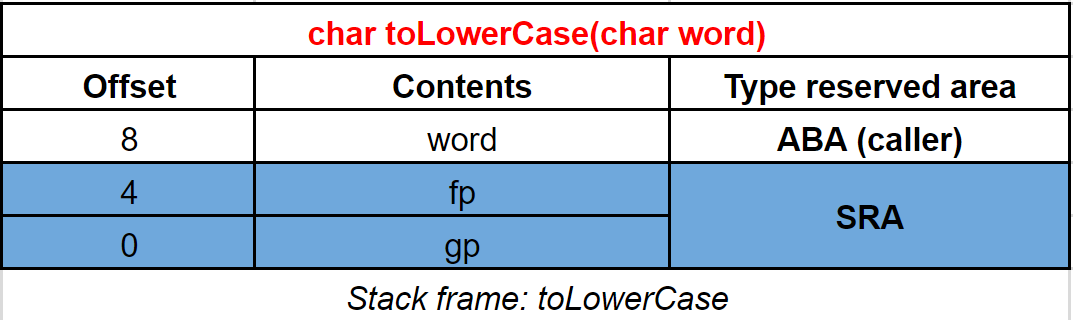 char toLowerCase(char word)
Offset Contents Type reserved area
8 word ABA (caller)
4 fp SRA
0 gp
Stack frame: toLowerCase